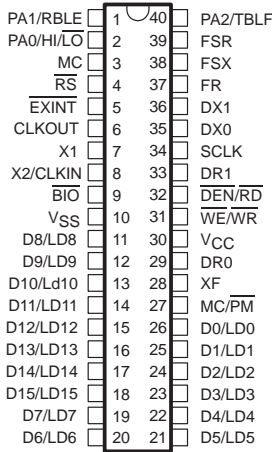 PA1/RBLE 1 40 PA2/TBLF
PA0/HI/LO 2 39 FSR
MC 3 38 FSX
RS 4 37 FR
EXINT 5 36 DX1
CLKOUT 6 35 DX0
X1 7 34 SCLK
X2/CLKIN 8 33 DR1
BIO 9 32 DEN/RD
VSS 10 31 WE/WR
D8/LD8 11 30 VCC
D9/LD9 12 29 DR0
D10/Ld10 13 28 XF
D11/LD11 14 27 MC/PM
D12/LD12 15 26 D0/LD0
D13/LD13 16 25 D1/LD1
D14/LD14 17 24 D2/LD2
D15/LD15 18 23 D3/LD3
D7/LD7 19 22 D4/LD4
D6/LD6 20 21 D5/LD5